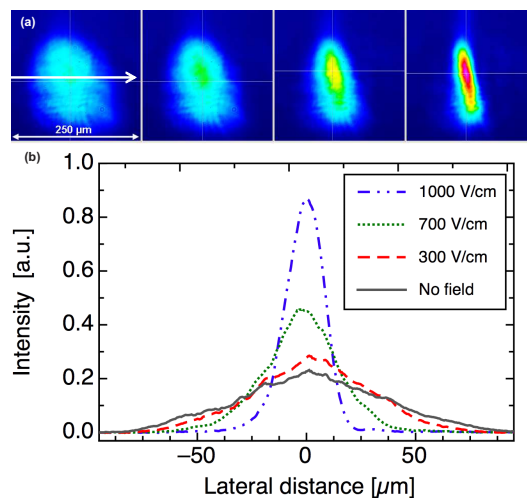 (a)
250 µm
(b)
1.0
0.8
0.6
0.4
0.2
0.0
Intensity [a.u.]
1000 V/cm
700 V/cm
300 V/cm
No field
−50
0
50
Lateral distance [µm]